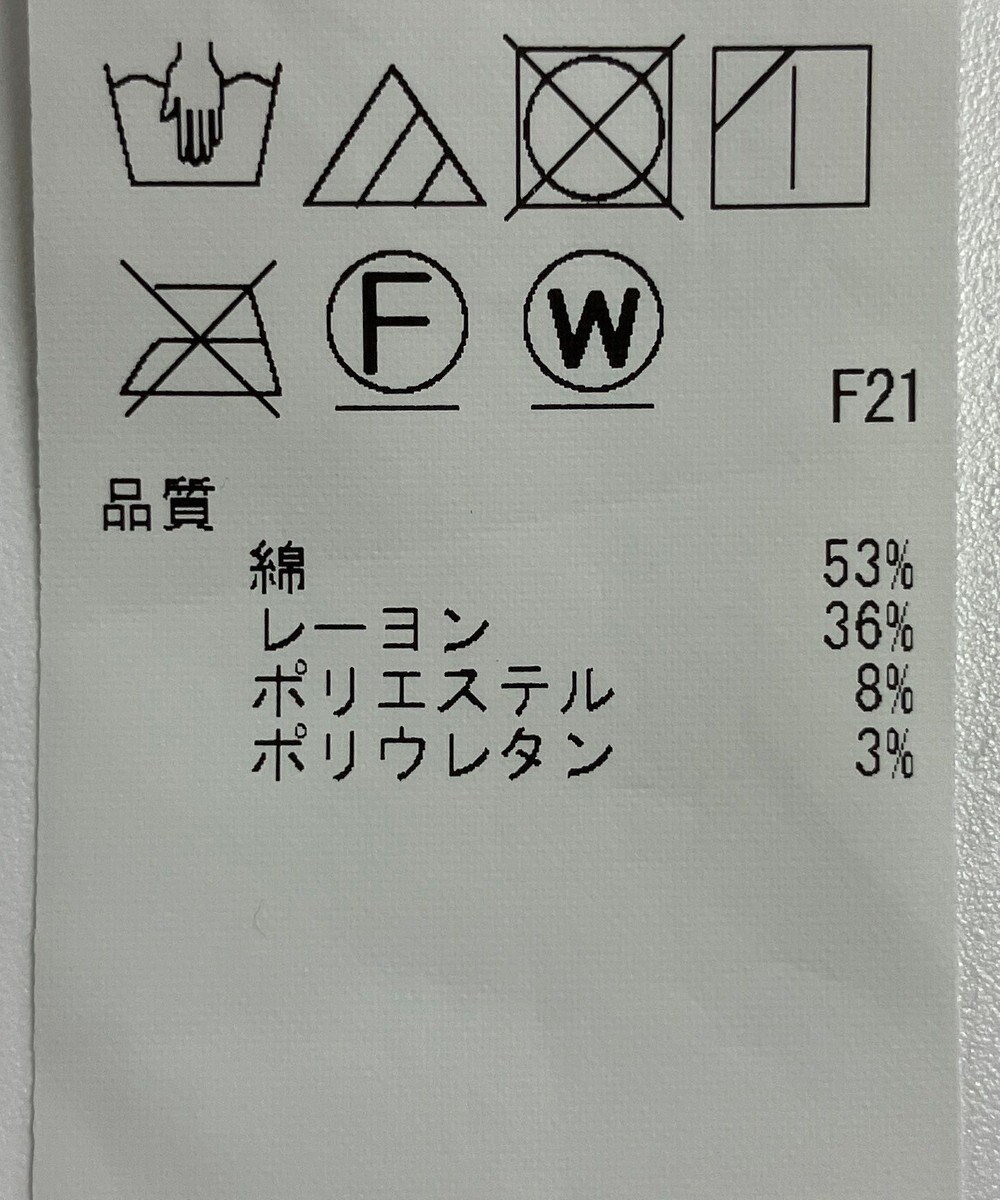 F W
F21
品質
綿 53%
レーヨン 36%
ポリエステル 8%
ポリウレタン 3%